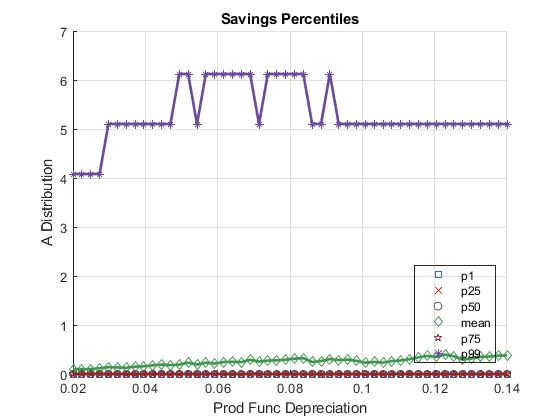 Savings Percentiles
7
6
5
4
3
2
1
0
A Distribution
p1
p25
p50
mean
p75
p99
0.02
0.04
0.06
0.08
0.1
0.12
0.14
Prod Func Depreciation